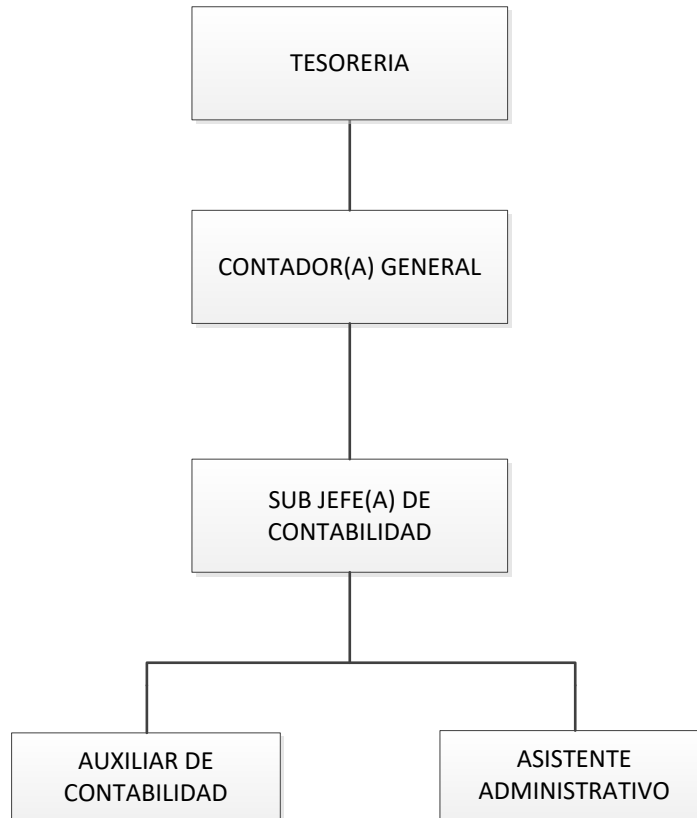 TESORERIA
CONTADOR(A) GENERAL
SUB JEFE(A) DE
CONTABILIDAD
AUXILIAR DE
CONTABILIDAD
ASISTENTE
ADMINISTRATIVO